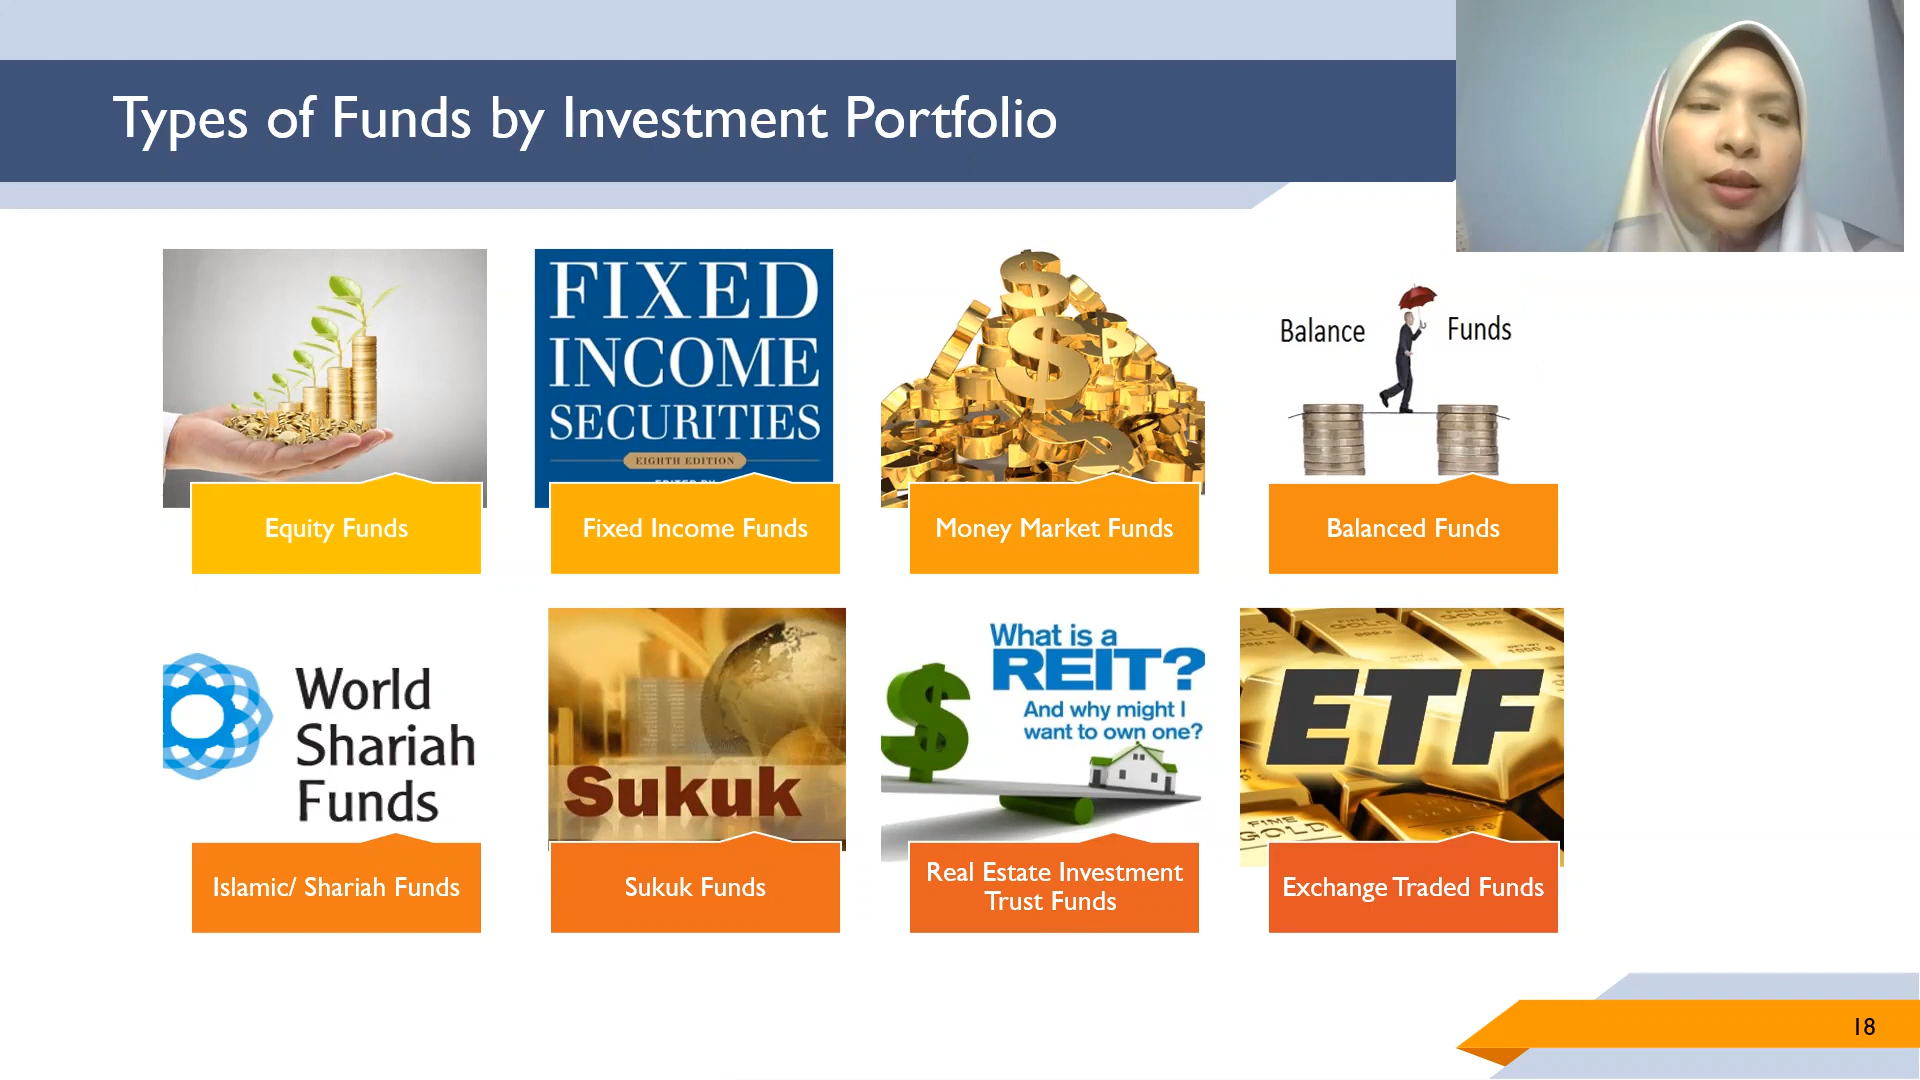 Types of Funds by Investment Portfolio
FIXED
INCOME
SECURITIES
EIGHTH EDITION
Balance Funds
Equity Funds
Fixed Income Funds
Money Market Funds
Balanced Funds
World
Shariah
Funds
Sukuk
What is a
REIT?
And why might I
want to own one?
ETF
FINE
GOLD
Islamic/ Shariah Funds
Sukuk Funds
Real Estate Investment
Trust Funds
Exchange Traded Funds
18